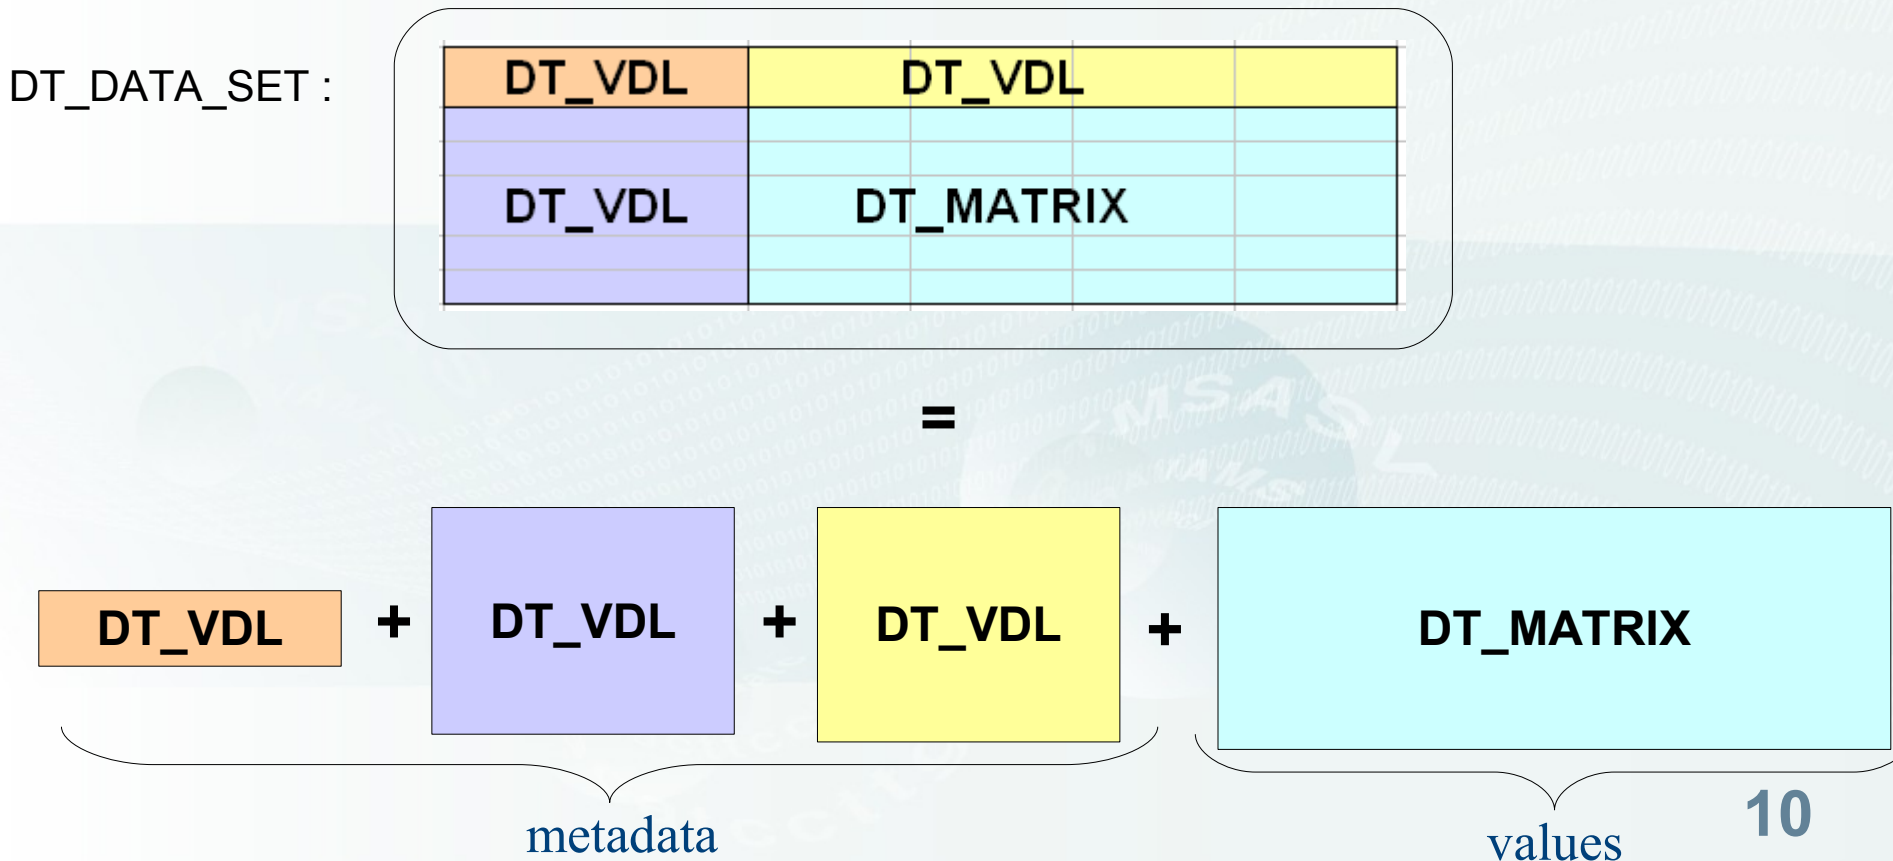 DT_DATA_SET :
DT_VDL DT_VDL
DT_VDL DT_MATRIX
=
DT_VDL + DT_VDL + DT_VDL + DT_MATRIX
metadata values
10